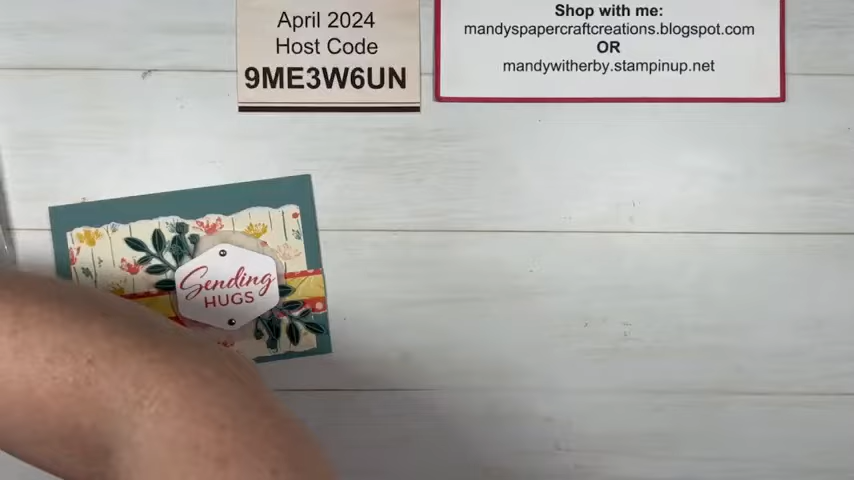 April 2024
Host Code
9ME3W6UN
Shop with me:
mandyspapercraftcreations.blogspot.com
OR
mandywitherby.stampinup.net
Sending
HUGS